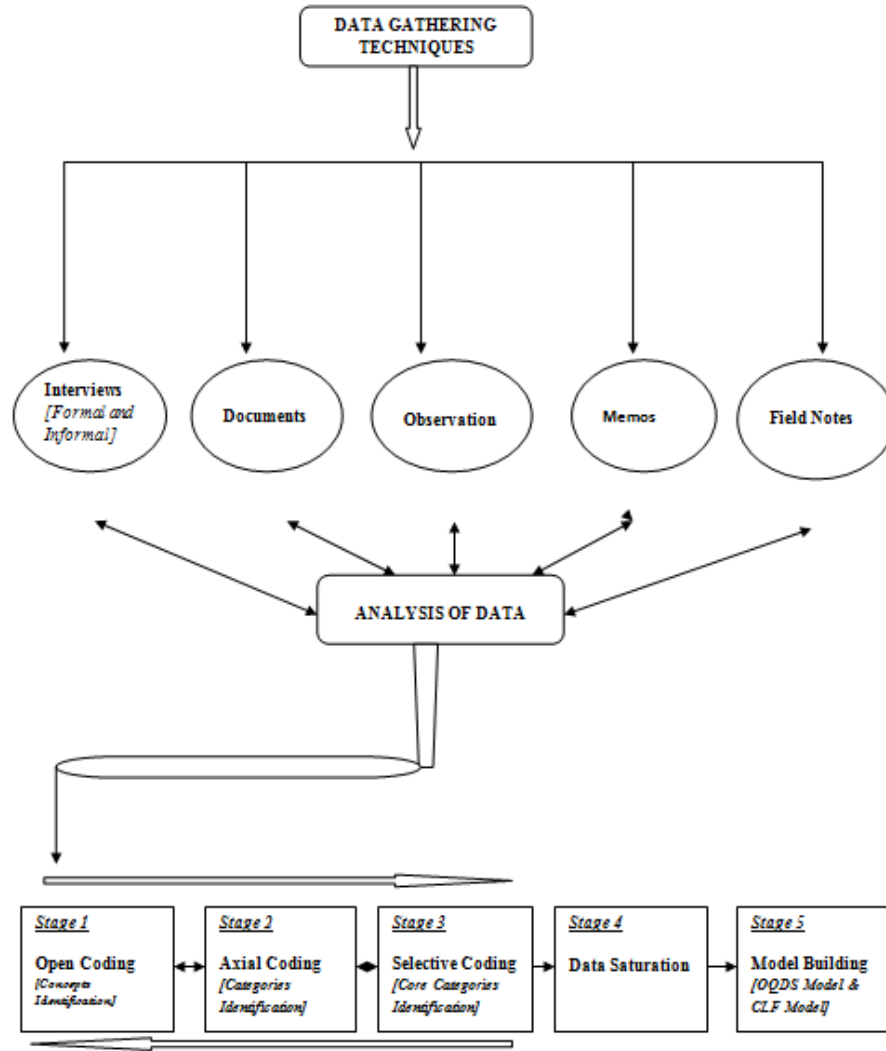 DATA GATHERING
TECHNIQUES
Interviews
[Formal and
Informal]
Documents
Observation
Memos
Field Notes
ANALYSIS OF DATA
Stage 1
Open Coding
[Concepts
Identification]
Stage 2
Axial Coding
[Categories
Identification]
Stage 3
Selective Coding
[Core Categories
Identification]
Stage 4
Data Saturation
Stage 5
Model Building
[OQDS Model &
CLF Model]